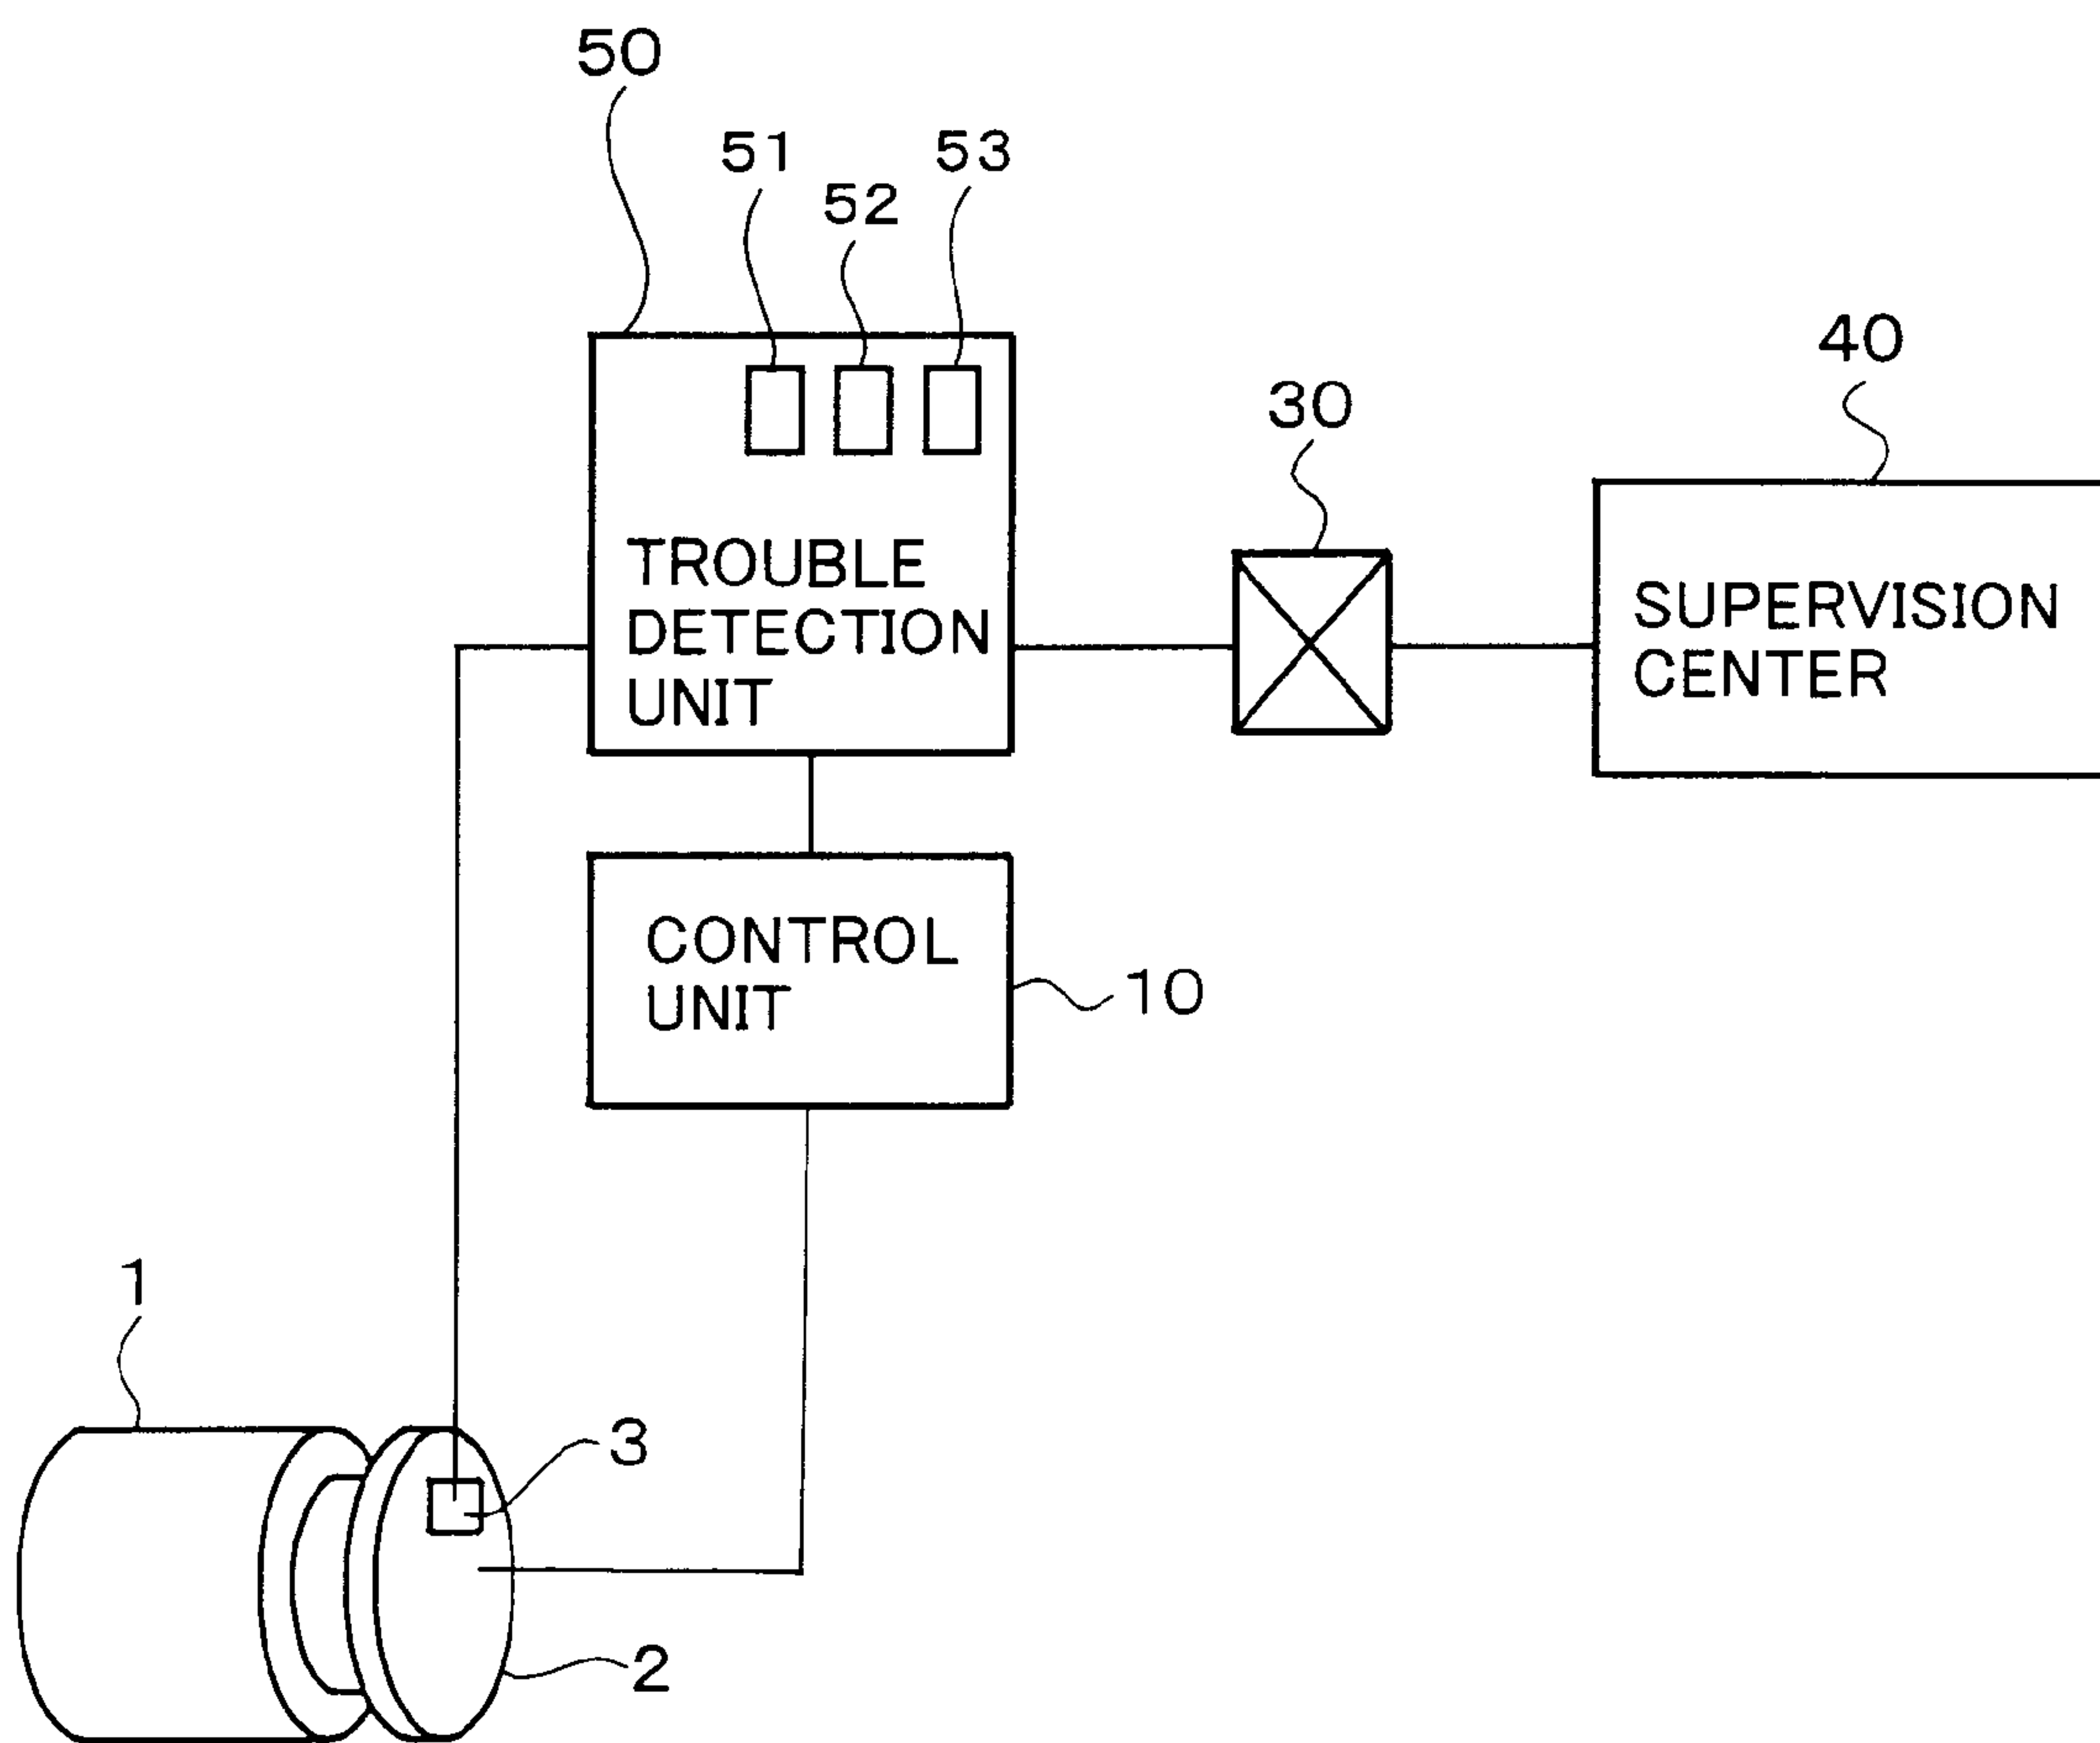 50
51
53
52
40
30
TROUBLE
DETECTION
UNIT
SUPERVISION
CENTER
CONTROL
UNIT
10
1
3
2